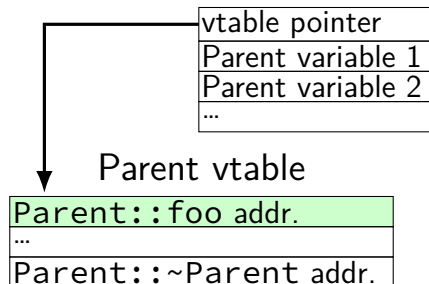 vtable pointer
Parent variable 1
Parent variable 2
...
Parent vtable
Parent::foo addr.
...
Parent::~Parent addr.